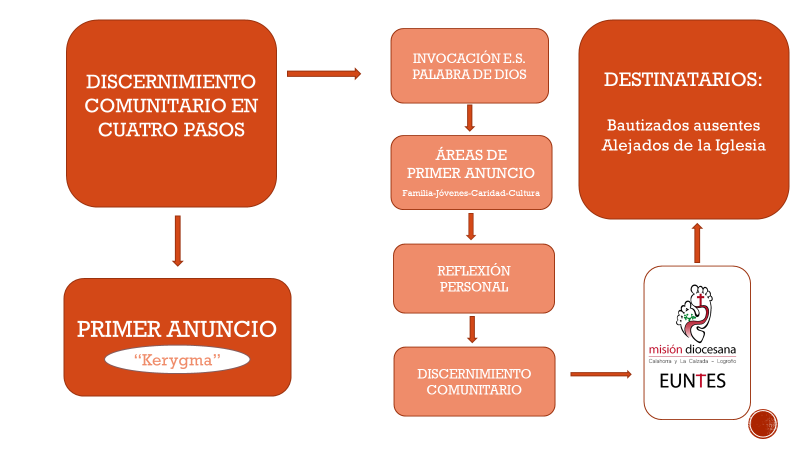 DISCERNIMIENTO
COMUNITARIO EN
CUATRO PASOS
PRIMER ANUNCIO
“Kerygma”
INVOCACIÓN E.S.
PALABRA DE DIOS
ÁREAS DE
PRIMER ANUNCIO
Familia-Jóvenes-Caridad-Cultura
REFLEXIÓN
PERSONAL
DISCERNIMIENTO
COMUNITARIO
DESTINATARIOS:
Bautizados ausentes
Alejados de la Iglesia
misión diocesana
Calahorra y La Calzada – Logroño
EUNTES